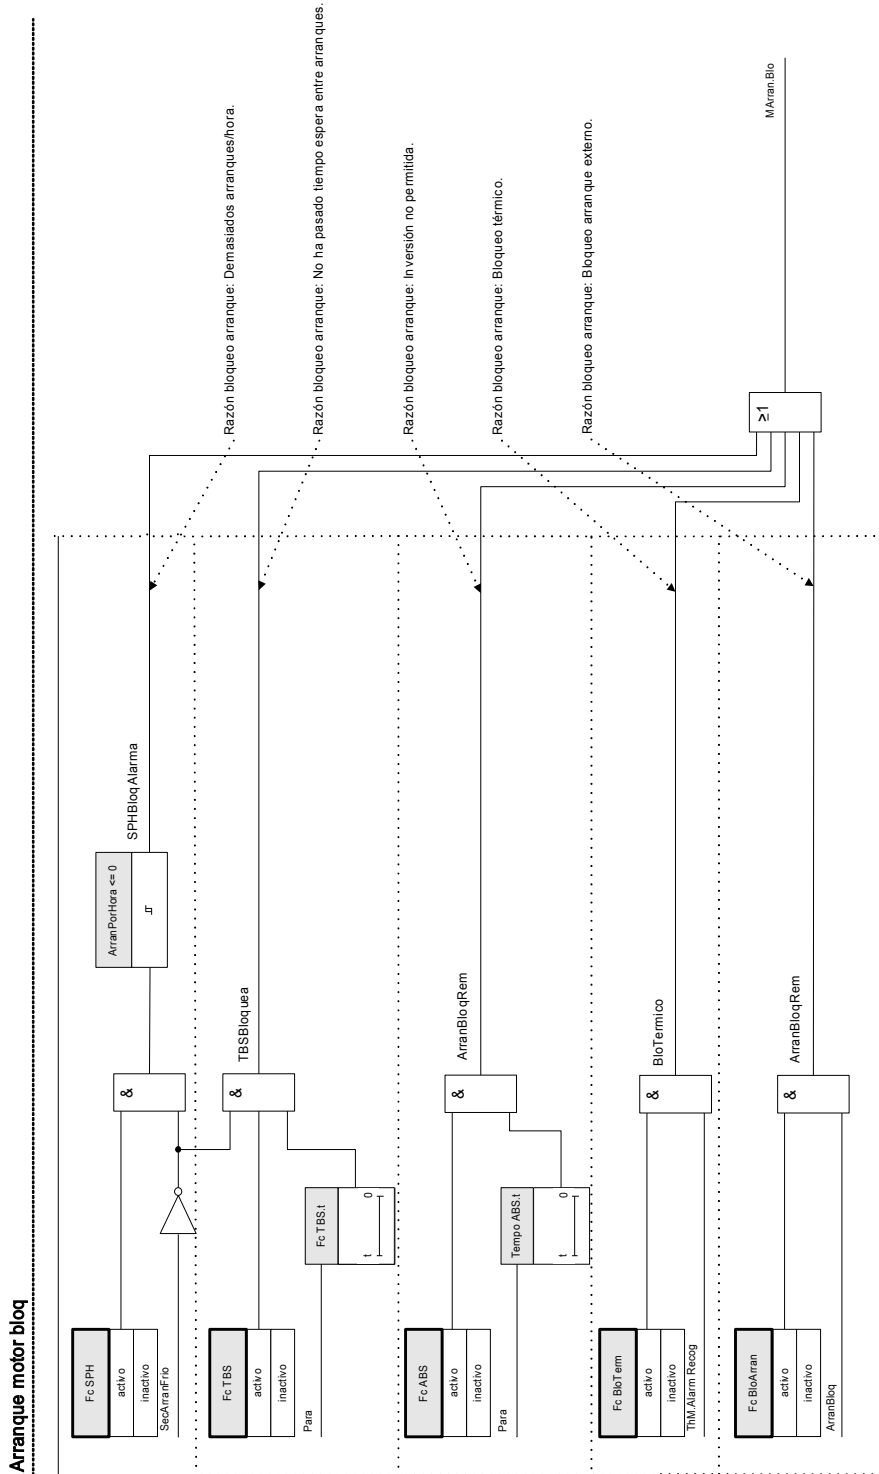 Arranque motor bloq
Fc SPH
activo
inactivo
SecArranFrio
&
ArranPorHora <= 0
SPHBloqAlarma
Razón bloqueo arranque: Demasiados arranques/hora.
Fc TBS
activo
inactivo
Para
Fc TBS.t
t
0
&
TBSBloquea
Razón bloqueo arranque: No ha pasado tiempo espera entre arranques.
Fc ABS
activo
inactivo
Para
Tempo ABS.t
t
0
&
ArranBloqRem
Razón bloqueo arranque: Inversión no permitida.
Fc BloTerm
activo
inactivo
ThM.Alarm Recog
&
BloTermico
Razón bloqueo arranque: Bloqueo térmico.
Fc BloArran
activo
inactivo
ArranBloq
&
ArranBloqRem
Razón bloqueo arranque: Bloqueo arranque externo.
≥1
MArran.Blo